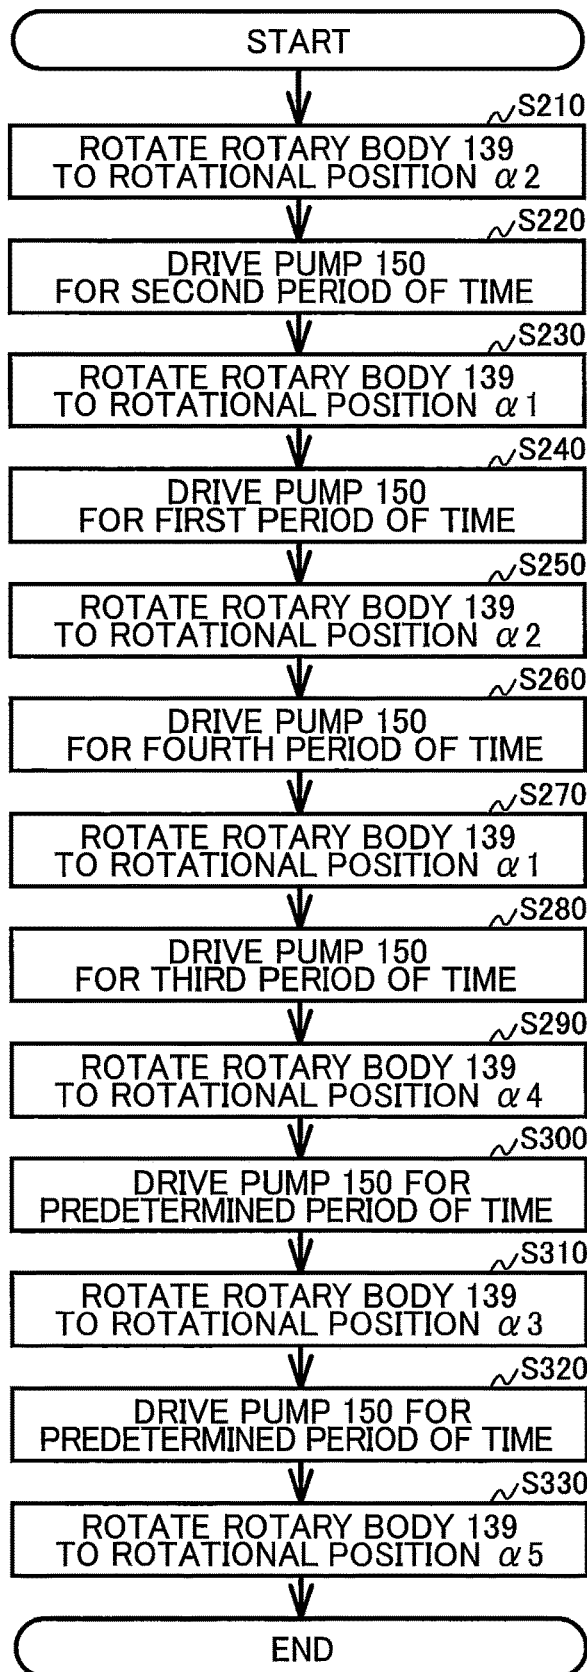 START
S210
ROTATE ROTARY BODY 139
TO ROTATIONAL POSITION α2
S220
DRIVE PUMP 150
FOR SECOND PERIOD OF TIME
S230
ROTATE ROTARY BODY 139
TO ROTATIONAL POSITION α1
S240
DRIVE PUMP 150
FOR FIRST PERIOD OF TIME
S250
ROTATE ROTARY BODY 139
TO ROTATIONAL POSITION α2
S260
DRIVE PUMP 150
FOR FOURTH PERIOD OF TIME
S270
ROTATE ROTARY BODY 139
TO ROTATIONAL POSITION α1
S280
DRIVE PUMP 150
FOR THIRD PERIOD OF TIME
S290
ROTATE ROTARY BODY 139
TO ROTATIONAL POSITION α4
S300
DRIVE PUMP 150 FOR
PREDETERMINED PERIOD OF TIME
S310
ROTATE ROTARY BODY 139
TO ROTATIONAL POSITION α3
S320
DRIVE PUMP 150 FOR
PREDETERMINED PERIOD OF TIME
S330
ROTATE ROTARY BODY 139
TO ROTATIONAL POSITION α5
END